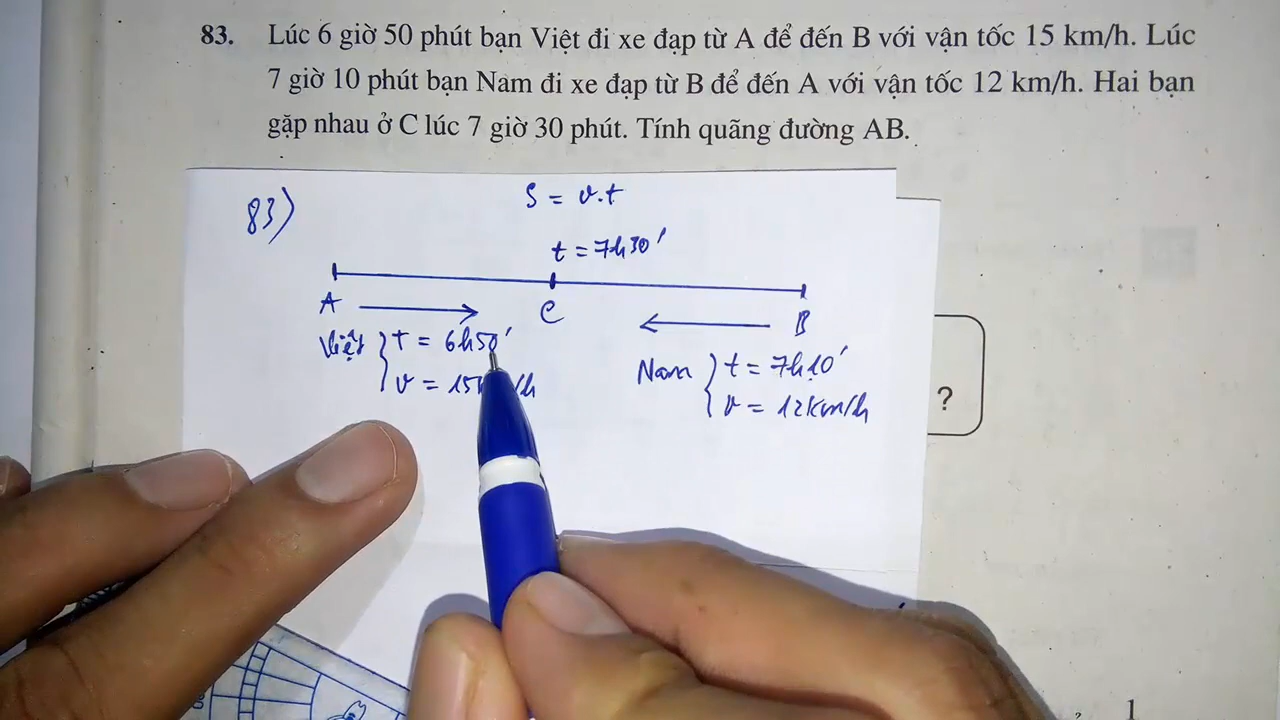 83. Lúc 6 giờ 50 phút bạn Việt đi xe đạp từ A để đến B với vận tốc 15 km/h. Lúc
7 giờ 10 phút bạn Nam đi xe đạp từ B để đến A với vận tốc 12 km/h. Hai bạn
gặp nhau ở C lúc 7 giờ 30 phút. Tính quãng đường AB.
83)
S = v.t
t = 7h30'
A
C
B
Việt
t = 6h50'
v = 15 /h
Nam
t = 7h10'
v = 12km/h
?
1